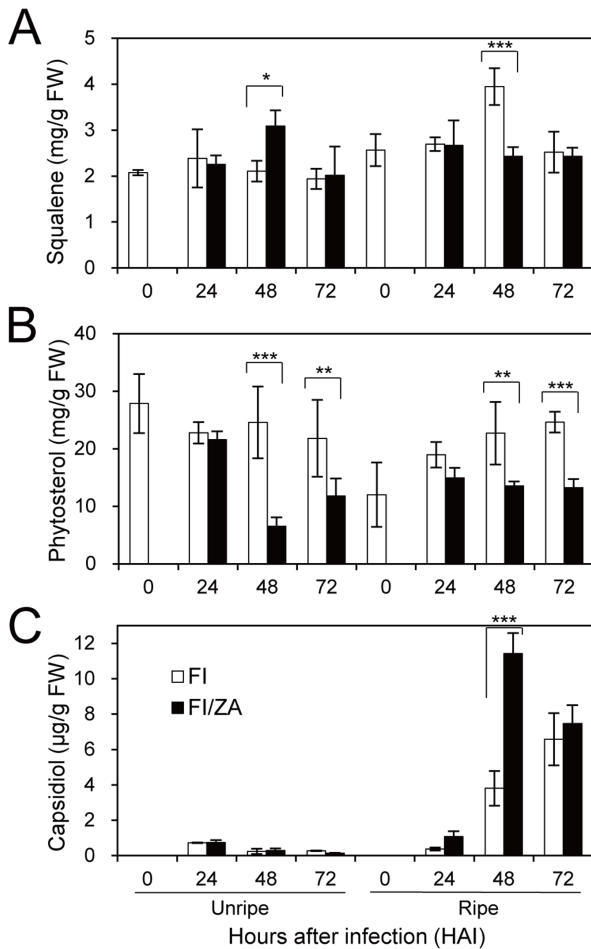 A
Squalene (mg/g FW)
5
4
3
2
1
0
*
***
0 24 48 72 0 24 48 72
B
Phytosterol (mg/g FW)
40
30
20
10
0
***
**
**
***
0 24 48 72 0 24 48 72
C
Capsidiol (µg/g FW)
12
10
8
6
4
2
0
***
FI
FI/ZA
0 24 48 72 0 24 48 72
Unripe Ripe
Hours after infection (HAI)